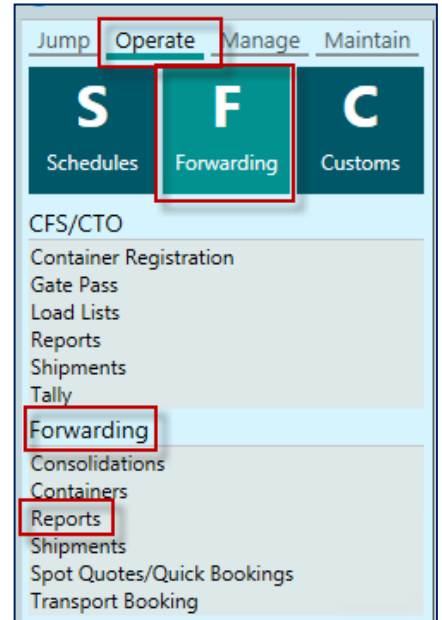 Jump Operate Manage Maintain
S F C
Schedules Forwarding Customs
CFS/CTO
Container Registration
Gate Pass
Load Lists
Reports
Shipments
Tally
Forwarding
Consolidations
Containers
Reports
Shipments
Spot Quotes/Quick Bookings
Transport Booking